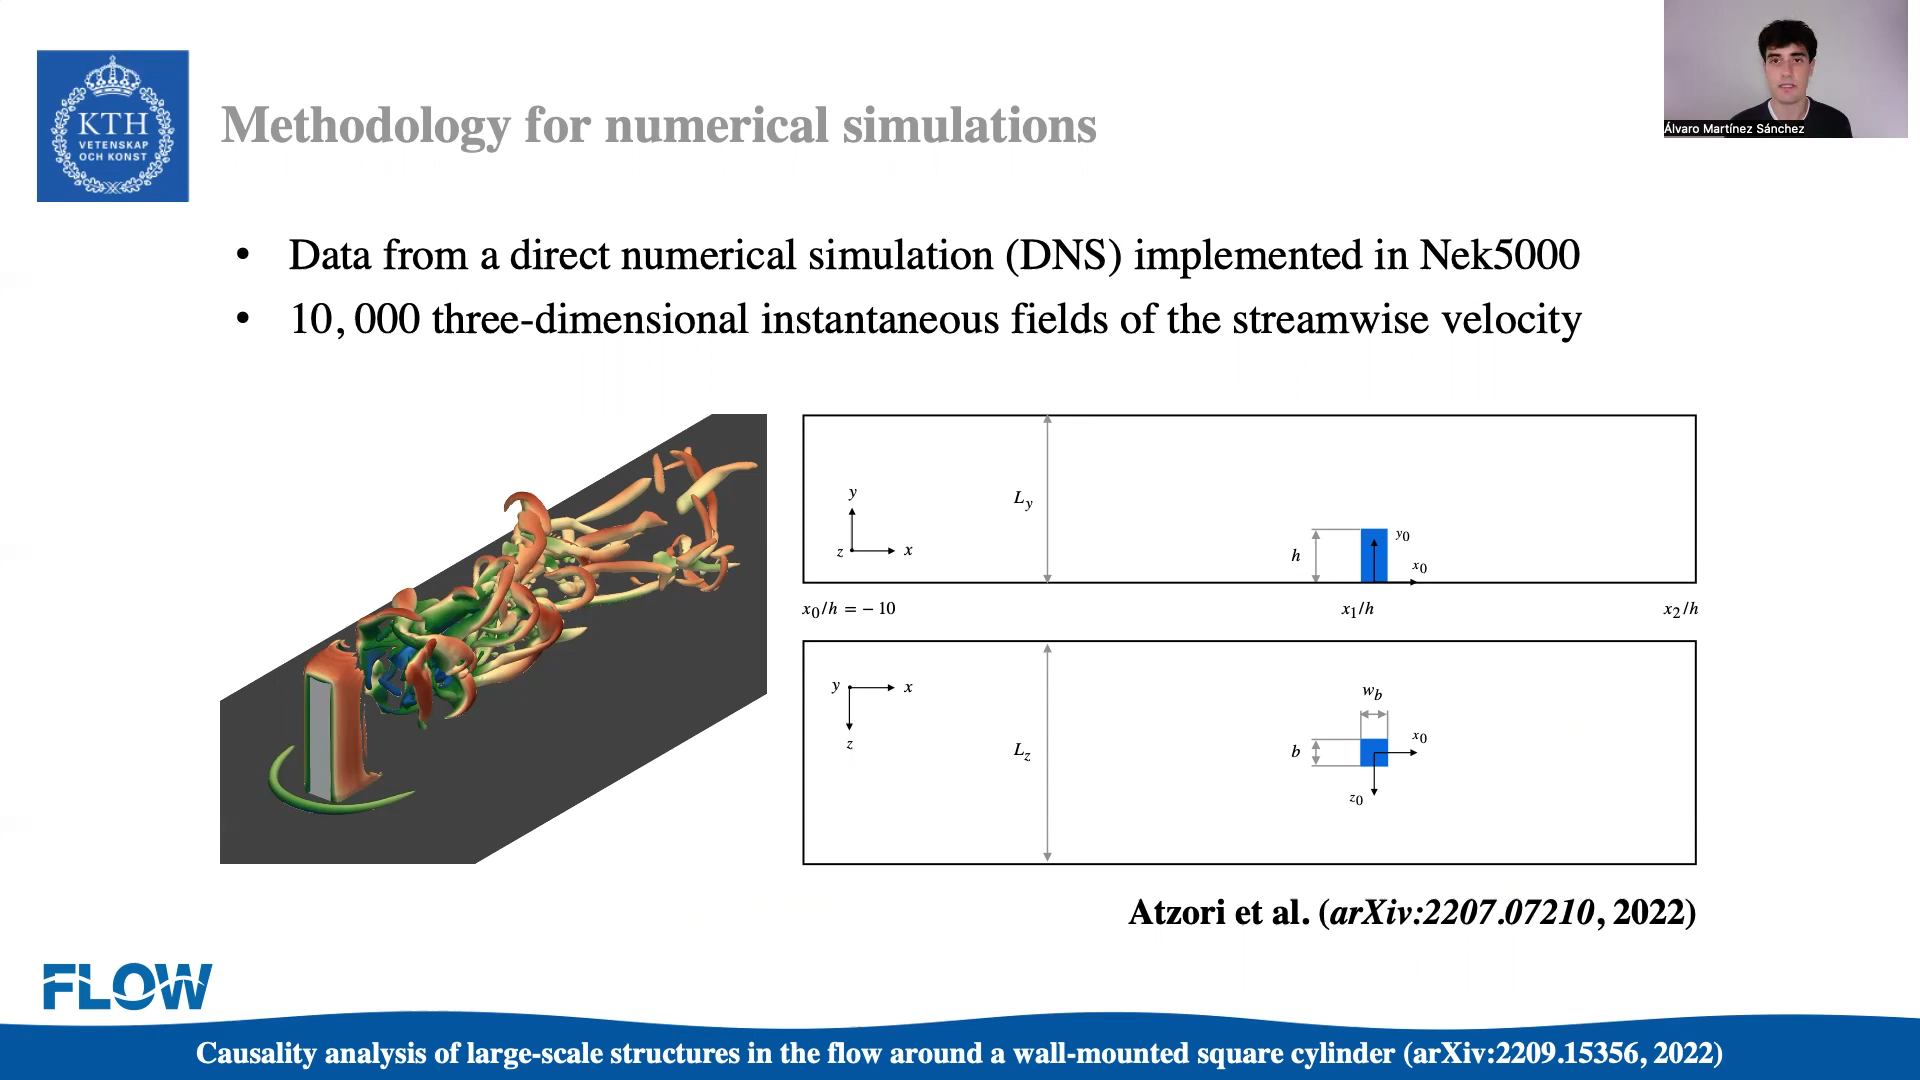 Álvaro Martínez Sánchez
KTH
VETENSKAP
OCH KONST
Methodology for numerical simulations
• Data from a direct numerical simulation (DNS) implemented in Nek5000
• 10, 000 three-dimensional instantaneous fields of the streamwise velocity
y
z
x
L_y
h
y_0
x_0
x_0/h = − 10
x_1/h
x_2/h
y
x
z
L_z
w_b
b
x_0
z_0
Atzori et al. (arXiv:2207.07210, 2022)
FLOW
Causality analysis of large-scale structures in the flow around a wall-mounted square cylinder (arXiv:2209.15356, 2022)